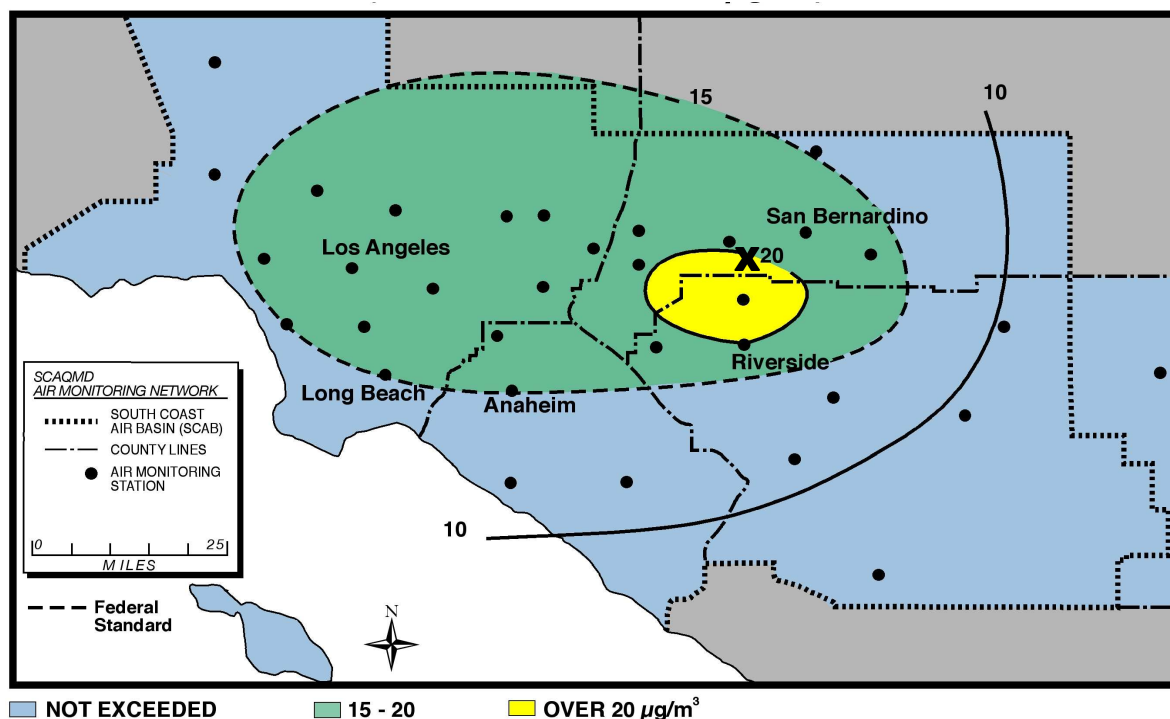 15
10
San Bernardino
20
Los Angeles
Riverside
Long Beach
Anaheim
10
SCAQMD
AIR MONITORING NETWORK
SOUTH COAST
AIR BASIN (SCAB)
COUNTY LINES
AIR MONITORING
STATION
0 25
MILES
N
Federal
Standard
NOT EXCEEDED
15 - 20
OVER 20 µg/m³